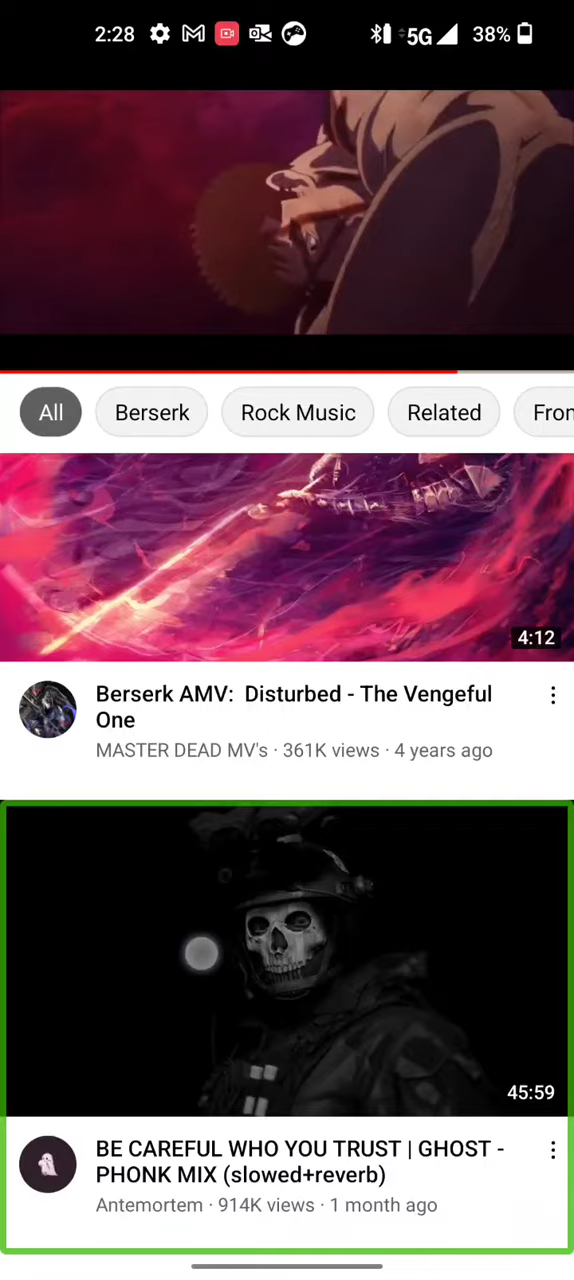 2:28
5G
38%
All
Berserk
Rock Music
Related
4:12
Berserk AMV:  Disturbed - The Vengeful
One
MASTER DEAD MV's · 361K views · 4 years ago
45:59
BE CAREFUL WHO YOU TRUST | GHOST -
PHONK MIX (slowed+reverb)
Antemortem · 914K views · 1 month ago